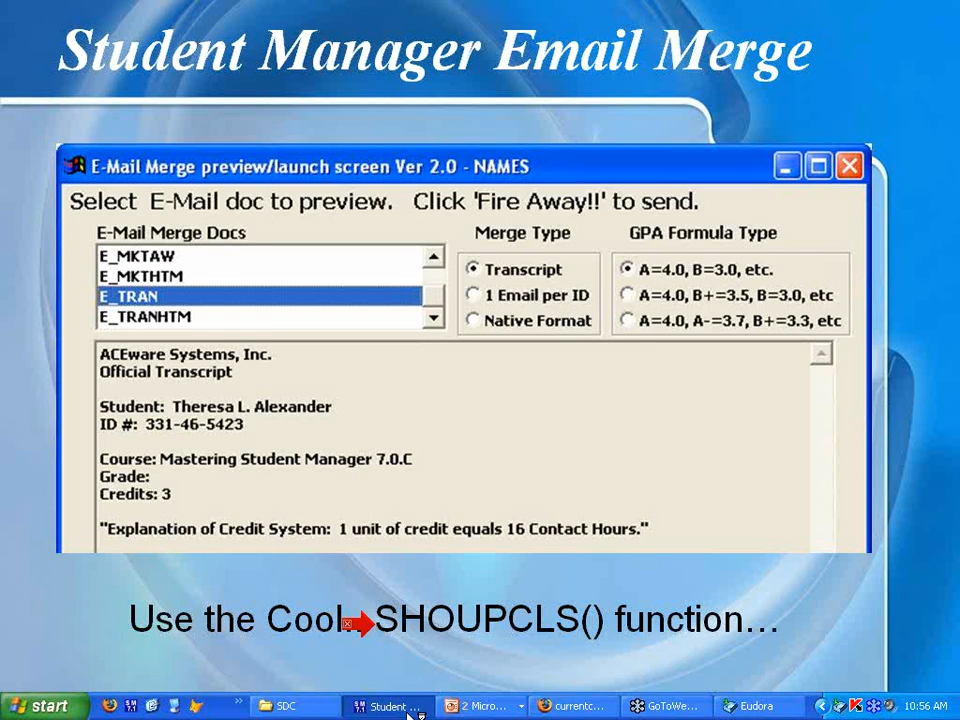 Student Manager Email Merge
E-Mail Merge preview/launch screen Ver 2.0 - NAMES
Select E-Mail doc to preview. Click 'Fire Away!!' to send.
E-Mail Merge Docs
E_MKTAW
E_MKTHTM
E_TRAN
E_TRANHTM
Merge Type
Transcript
1 Email per ID
Native Format
GPA Formula Type
A=4.0, B=3.0, etc.
A=4.0, B+=3.5, B=3.0, etc
A=4.0, A-=3.7, B+=3.3, etc
ACEware Systems, Inc.
Official Transcript
Student: Theresa L. Alexander
ID #: 331-46-5423
Course: Mastering Student Manager 7.0.C
Grade:
Credits: 3
"Explanation of Credit System: 1 unit of credit equals 16 Contact Hours."
Use the Cool SHOUPCLS() function…
start
SDC
Student ...
2 Micro...
currentc...
GoToWe...
Eudora
10:56 AM